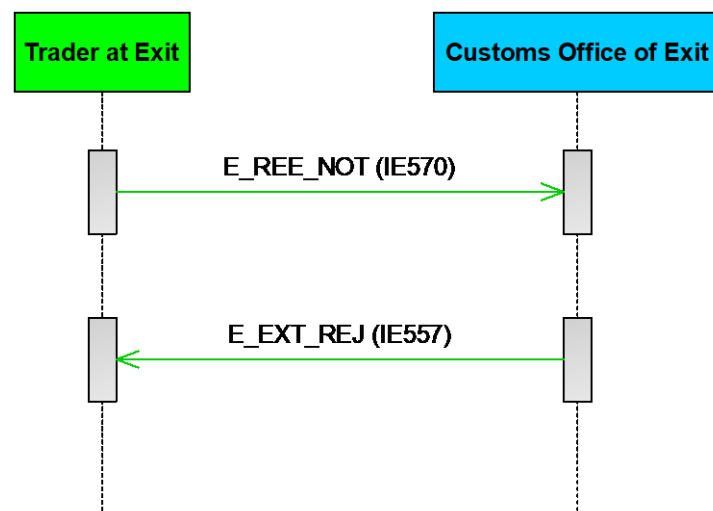 Trader at Exit
Customs Office of Exit
E_REE_NOT (IE570)
E_EXT_REJ (IE557)